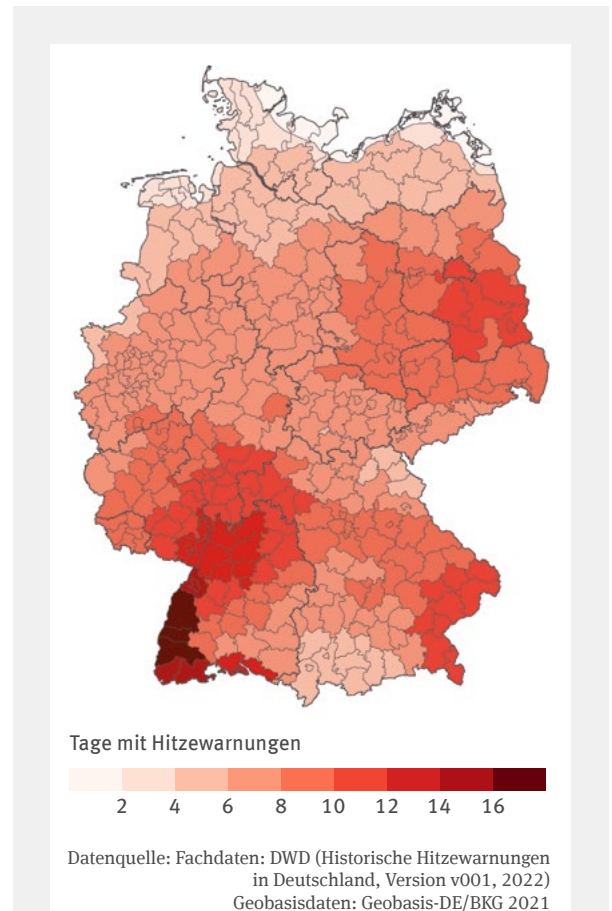 Tage mit Hitzewarnungen
2 4 6 8 10 12 14 16
Datenquelle: Fachdaten: DWD (Historische Hitzewarnungen
in Deutschland, Version v001, 2022)
Geobasisdaten: Geobasis-DE/BKG 2021